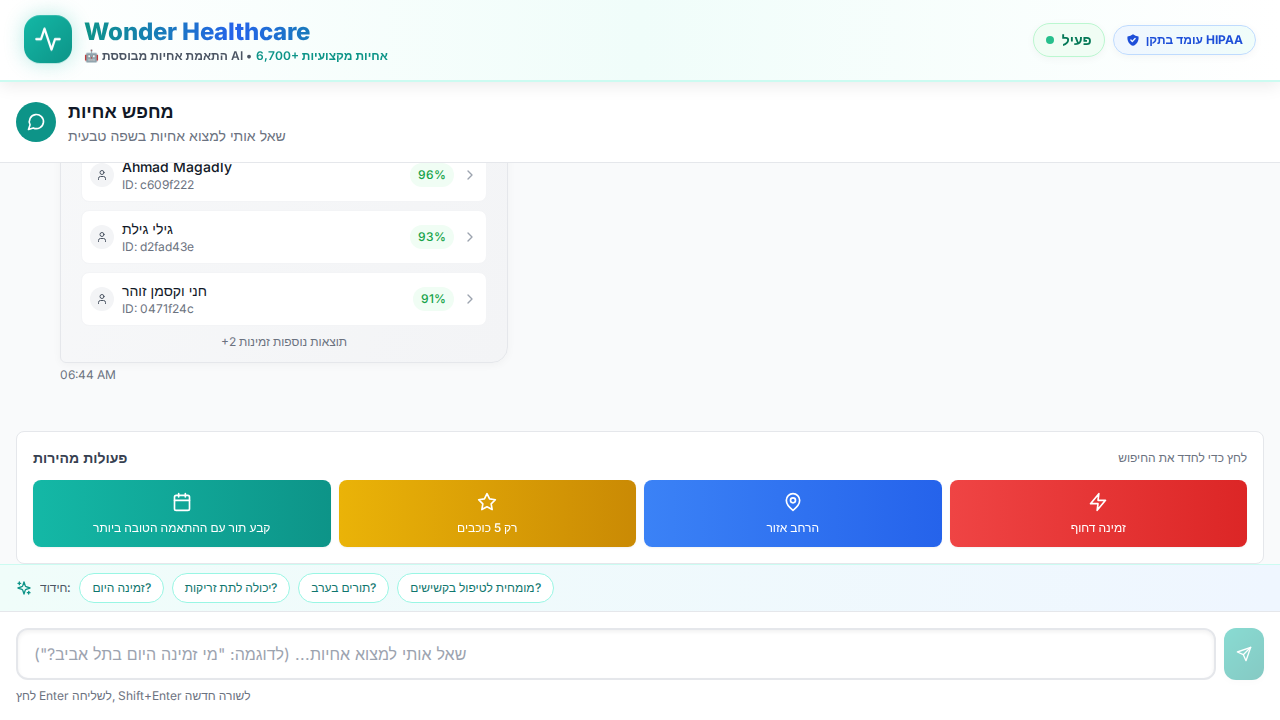 Wonder Healthcare
🤖 התאמת אחיות מבוססת AI • 6,700+ אחיות מקצועיות
פעיל
עומד בתקן HIPAA
מחפש אחיות
שאל אותי למצוא אחיות בשפה טבעית
Ahmad Magadly
ID: c609f222
96%
גילי גילת
ID: d2fad43e
93%
חני וקסמן זוהר
ID: 0471f24c
91%
+2 תוצאות נוספות זמינות
06:44 AM
פעולות מהירות
לחץ כדי לחדד את החיפוש
קבע תור עם ההתאמה הטובה ביותר
רק 5 כוכבים
הרחב אזור
זמינה דחוף
חידוד:
זמינה היום?
יכולה לתת זריקות?
תורים בערב?
מומחית לטיפול בקשישים?
שאל אותי למצוא אחיות... (לדוגמה: "מי זמינה היום בתל אביב?")
לחץ Enter לשליחה, Shift+Enter לשורה חדשה